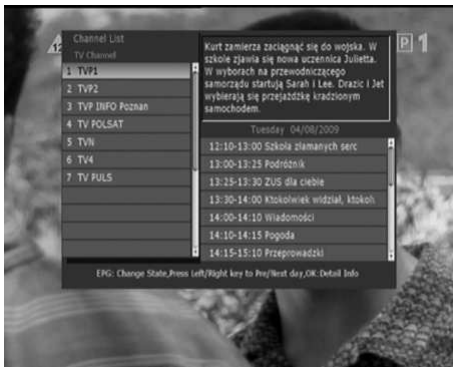 12
Channel List
TV Channel
1 TVP1
2 TVP2
3 TVP INFO Poznan
4 TV POLSAT
5 TVN
6 TV4
7 TV PULS
Kurt zamierza zaciągnąć się do wojska. W
szkole zjawia się nowa uczennica Julietta.
W wyborach na przewodniczącego
samorządu startują Sarah i Lee. Drazic i Jet
wybierają się przejażdżkę kradzionym
samochodem.
P 1
Tuesday 04/08/2009
12:10-13:00 Szkoła złamanych serc
13:00-13:25 Podróżnik
13:25-13:30 ZUS dla ciebie
13:30-14:00 Ktokolwiek widział, ktokolw
14:00-14:10 Wiadomości
14:10-14:15 Pogoda
14:15-15:10 Przeprowadzki
EPG: Change State,Press Left/Right key to Pre/Next day,OK:Detail Info